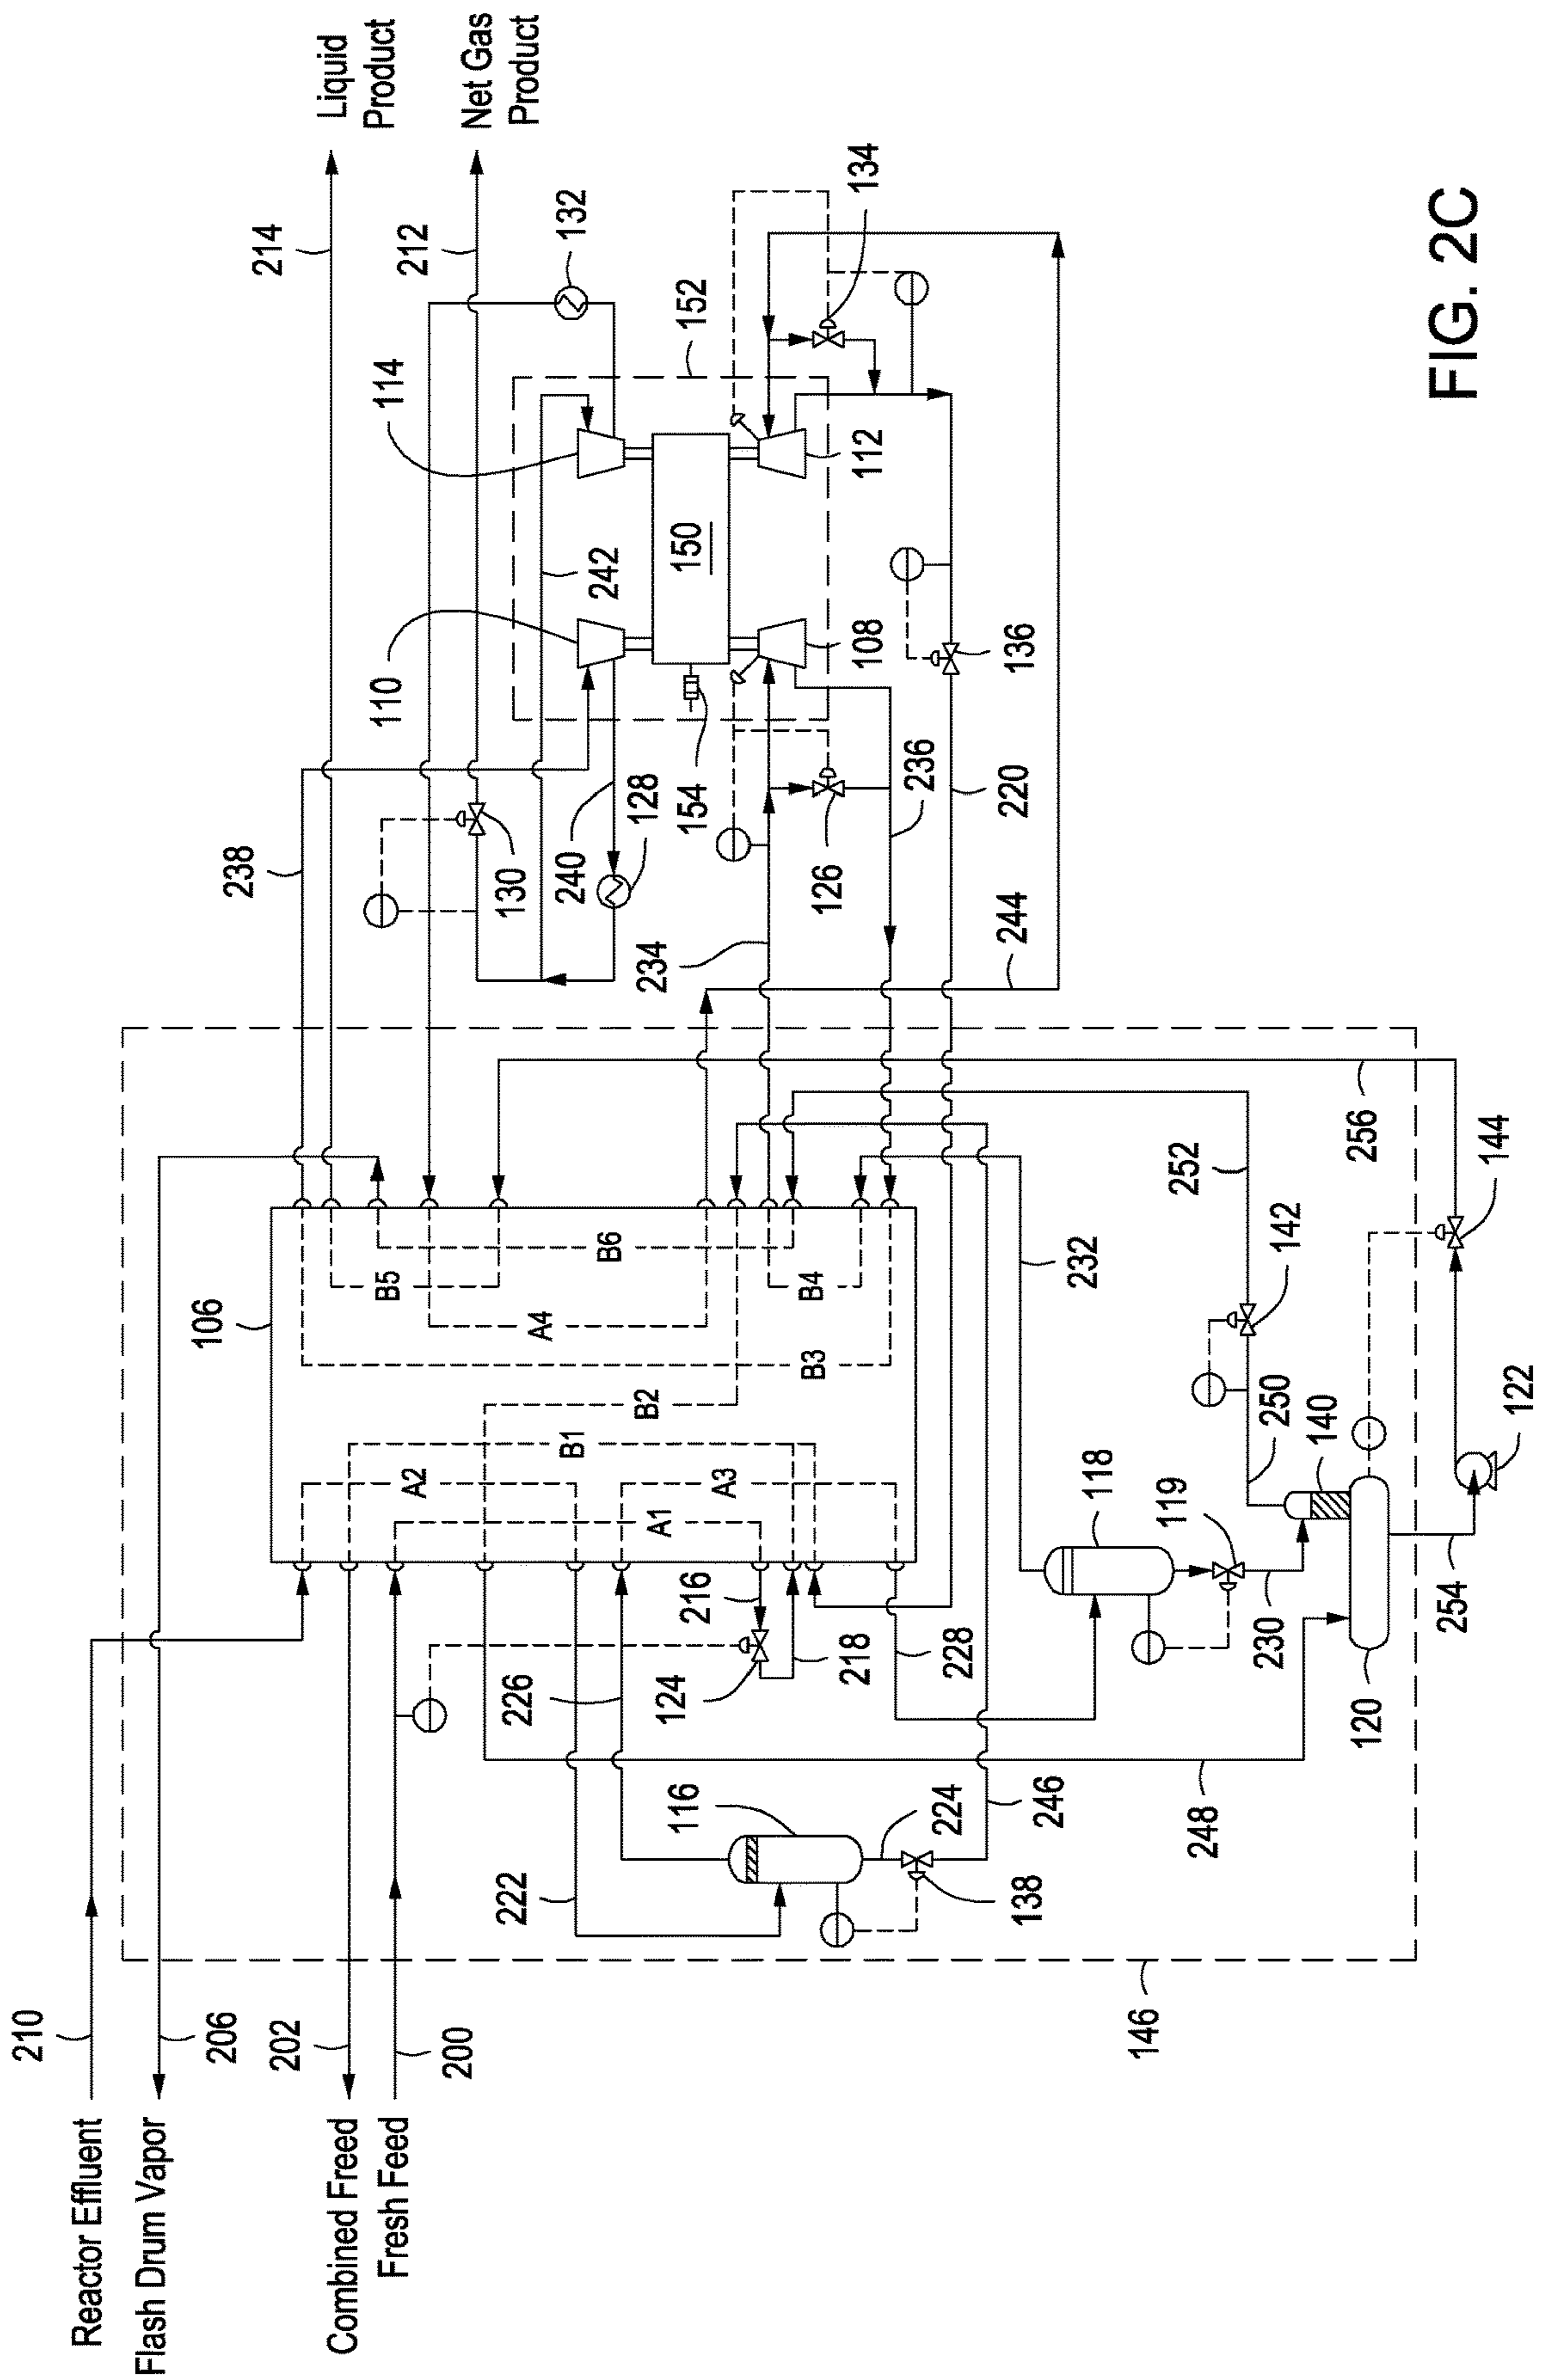 Liquid
Product
Net Gas
Product
214
212
132
134
152
114
242
150
112
110
108
136
238
130
240
128
154
126
236
220
234
244
106
B5
B6
A4
B4
B3
B2
B1
A2
A3
A1
232
252
256
142
144
250
140
118
119
122
216
218
228
230
254
120
226
124
222
116
224
246
248
138
146
210
206
202
200
Reactor Effluent
Flash Drum Vapor
Combined Freed
Fresh Feed
FIG. 2C